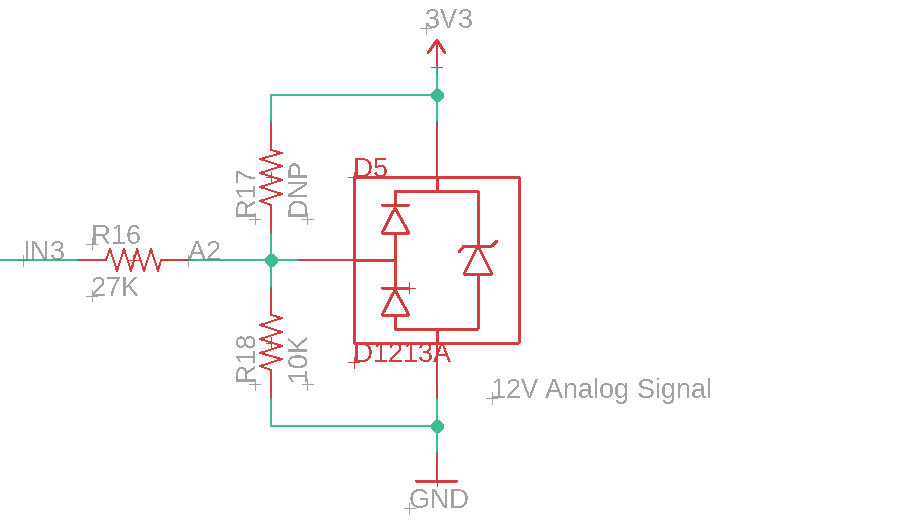 3V3
D5
R17
DNP
IN3
R16
27K
A2
R18
10K
D1213A
12V Analog Signal
GND